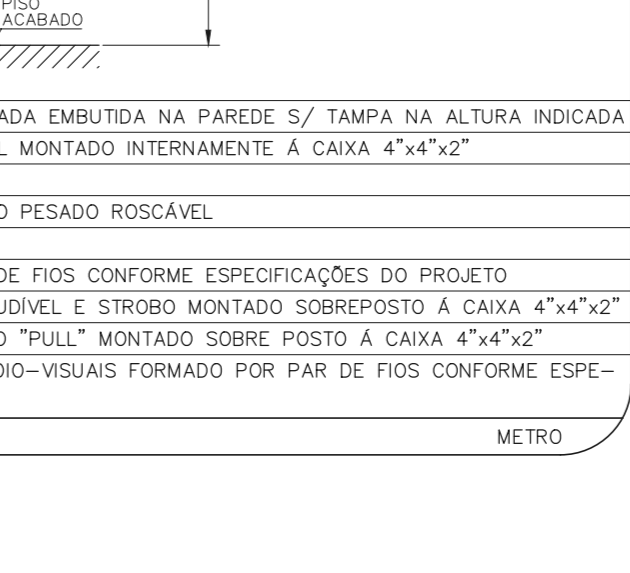 PISO
ACABADO
ADA EMBUTIDA NA PAREDE S/ TAMPA NA ALTURA INDICADA
L MONTADO INTERNAMENTE Á CAIXA 4"x4"x2"
O PESADO ROSCÁVEL
DE FIOS CONFORME ESPECIFICAÇÕES DO PROJETO
UDÍVEL E STROBO MONTADO SOBREPOSTO Á CAIXA 4"x4"x2"
O "PULL" MONTADO SOBRE POSTO Á CAIXA 4"x4"x2"
DIO-VISUAIS FORMADO POR PAR DE FIOS CONFORME ESPE-
METRO